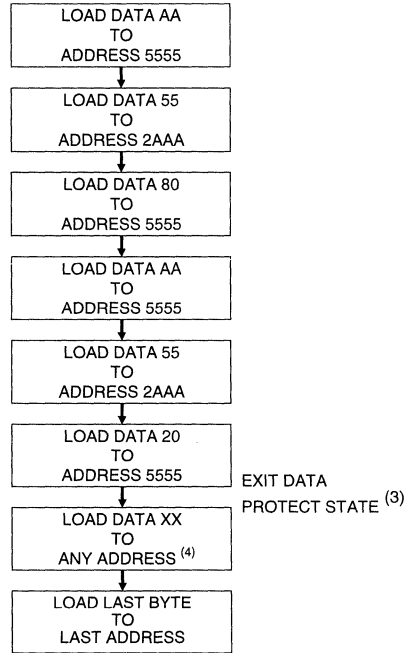 LOAD DATA AA
TO
ADDRESS 5555
LOAD DATA 55
TO
ADDRESS 2AAA
LOAD DATA 80
TO
ADDRESS 5555
LOAD DATA AA
TO
ADDRESS 5555
LOAD DATA 55
TO
ADDRESS 2AAA
LOAD DATA 20
TO
ADDRESS 5555
EXIT DATA
PROTECT STATE (3)
LOAD DATA XX
TO
ANY ADDRESS (4)
LOAD LAST BYTE
TO
LAST ADDRESS